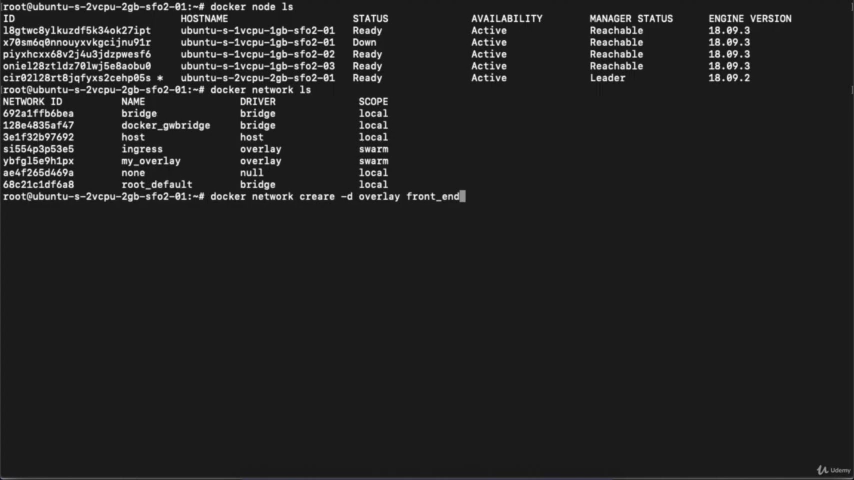 root@ubuntu-s-2vcpu-2gb-sfo2-01:~# docker node ls
ID HOSTNAME STATUS AVAILABILITY MANAGER STATUS ENGINE VERSION
l8gtwc8ylkuzdf5k34ok27ipt ubuntu-s-1vcpu-1gb-sfo2-01 Ready Active Reachable 18.09.3
x70sm6q0nnouyxvkgcijnu91r ubuntu-s-1vcpu-1gb-sfo2-01 Down Active Reachable 18.09.3
piyxhcxx68v2j4u3jdzpwesf6 ubuntu-s-1vcpu-1gb-sfo2-02 Ready Active Reachable 18.09.3
oniel28ztldz70lwj5e8aobu0 ubuntu-s-1vcpu-1gb-sfo2-03 Ready Active Reachable 18.09.3
cir02l28rt8jqfyxs2cehp05s * ubuntu-s-2vcpu-2gb-sfo2-01 Ready Active Leader 18.09.2
root@ubuntu-s-2vcpu-2gb-sfo2-01:~# docker network ls
NETWORK ID NAME DRIVER SCOPE
692a1ffb6bea bridge bridge local
128e4835af47 docker_gwbridge bridge local
3e1f32b97692 host host local
si554p3p53e5 ingress overlay swarm
ybfgl5e9h1px my_overlay overlay swarm
ae4f265d469a none null local
68c21c1df6a8 root_default bridge local
root@ubuntu-s-2vcpu-2gb-sfo2-01:~# docker network creare -d overlay front_end
Udemy